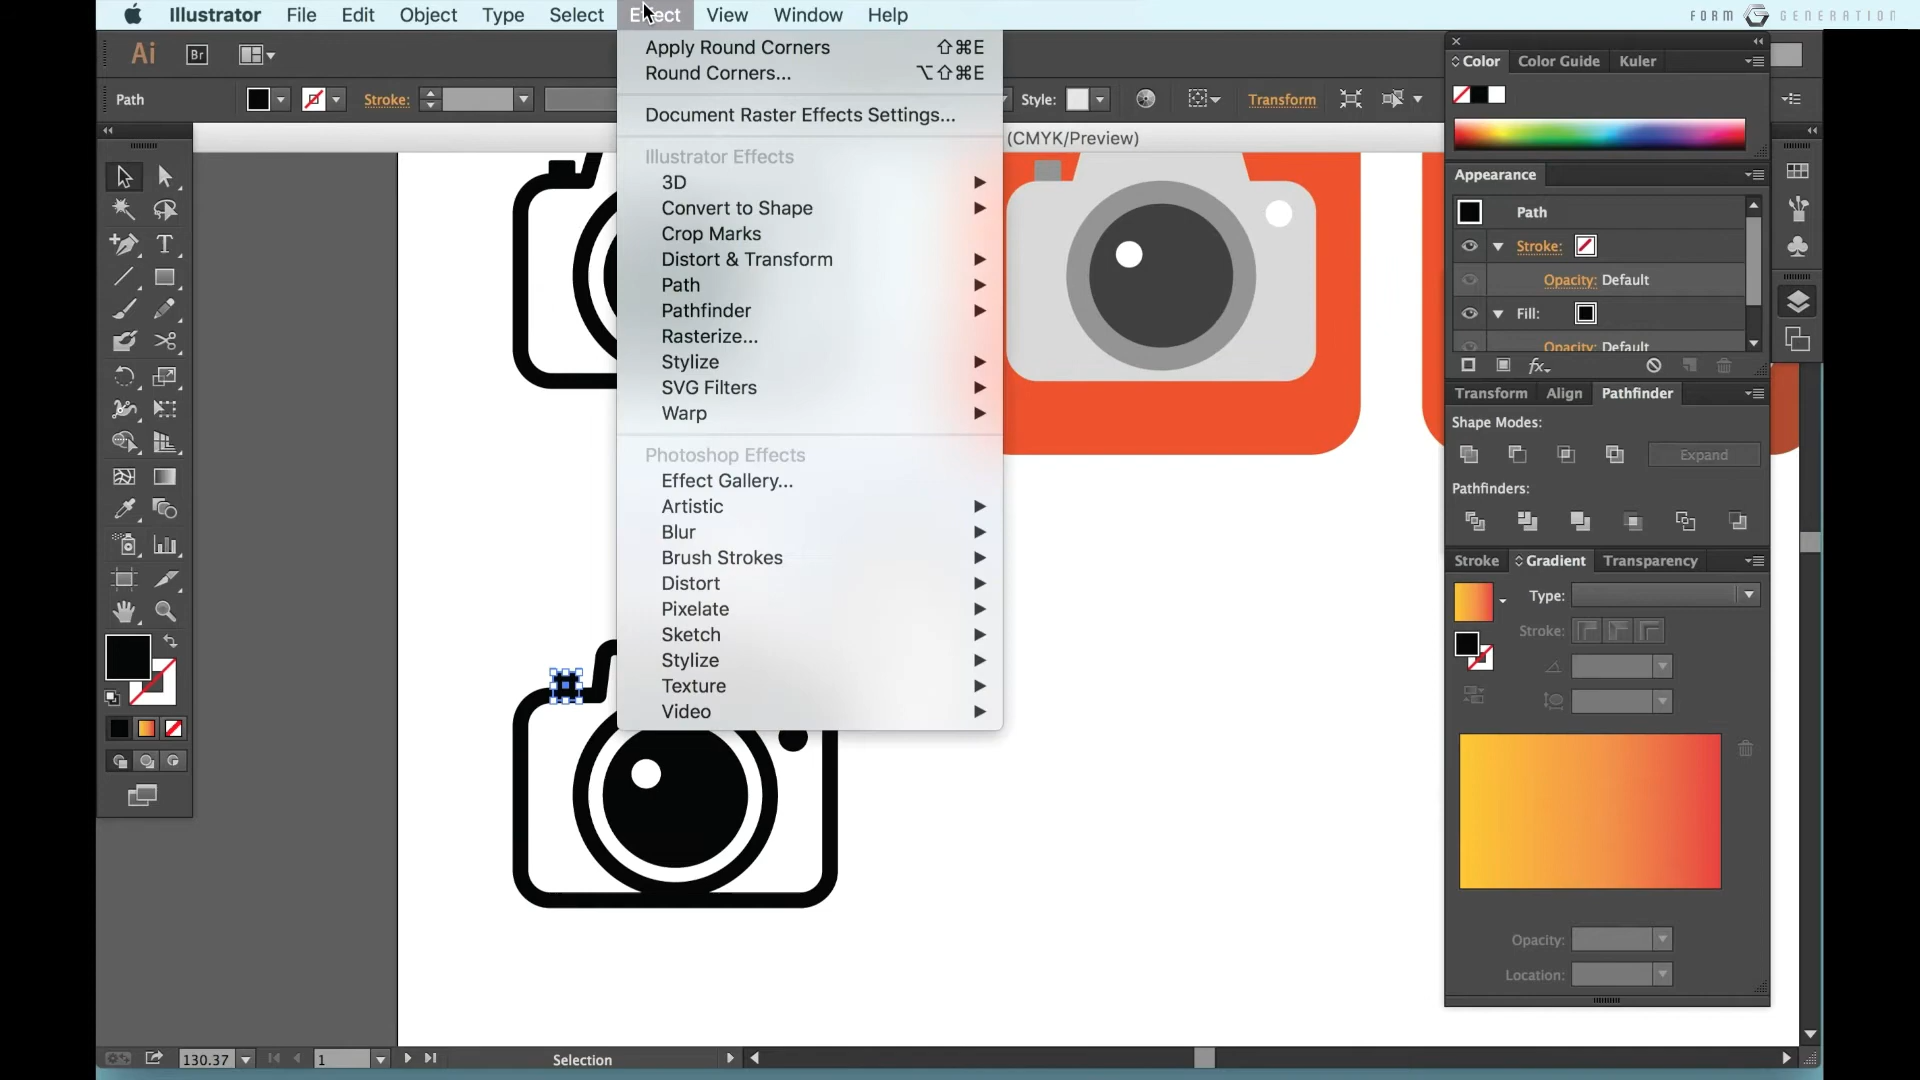 Illustrator File Edit Object Type Select Effect View Window Help
FORM GENERATION
Ai Br
Path Stroke: Style: Transform
Apply Round Corners ⇧⌘E
Round Corners... ⌥⇧⌘E
Document Raster Effects Settings...
Illustrator Effects
3D
Convert to Shape
Crop Marks
Distort & Transform
Path
Pathfinder
Rasterize...
Stylize
SVG Filters
Warp
Photoshop Effects
Effect Gallery...
Artistic
Blur
Brush Strokes
Distort
Pixelate
Sketch
Stylize
Texture
Video
(CMYK/Preview)
Color Color Guide Kuler
Appearance
Path
Stroke:
Opacity: Default
Fill:
Opacity: Default
fx
Transform Align Pathfinder
Shape Modes:
Expand
Pathfinders:
Stroke Gradient Transparency
Type:
Stroke:
Opacity:
Location:
130.37 1 Selection